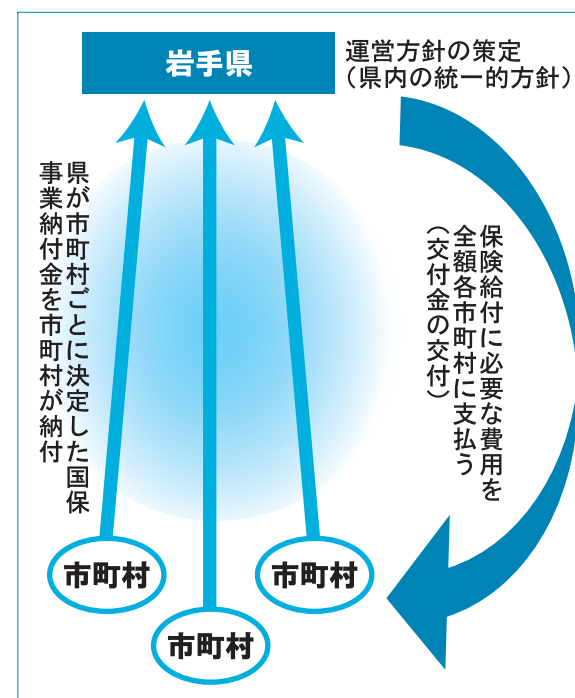 岩手県
運営方針の策定
（県内の統一的方針）
県が市町村ごとに決定した国保
事業納付金を市町村が納付
保険給付に必要な費用を
全額各市町村に支払う
（交付金の交付）
市町村
市町村
市町村